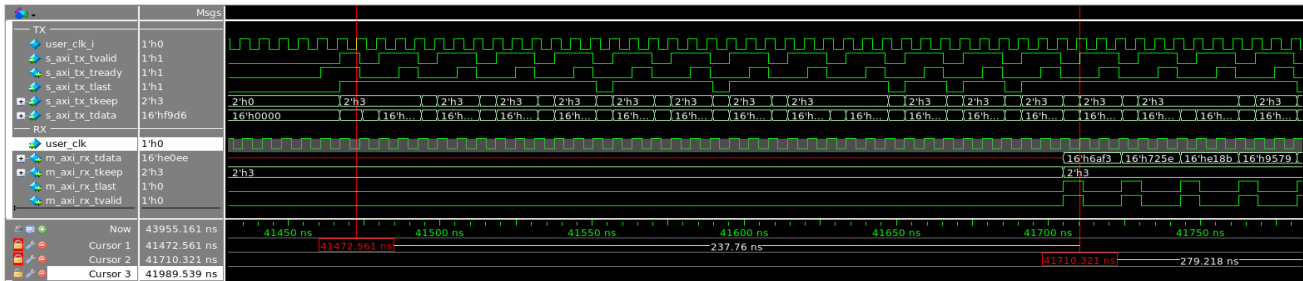 Msgs
TX
user_clk_i 1'h0
s_axi_tx_tvalid 1'h1
s_axi_tx_tready 1'h1
s_axi_tx_tlast 1'h1
s_axi_tx_tkeep 2'h3 2'h0 2'h3 2'h3 2'h3 2'h3 2'h3 2'h3 2'h3 2'h3 2'h3 2'h3 2'h3 2'h3 2'h3 2'h3
s_axi_tx_tdata 16'hf9d6 16'h0000 16'h... 16'h... 16'h... 16'h... 16'h... 16'h... 16'h... 16'h... 16'h... 16'h... 16'h... 16'h... 16'h... 16'h... 16'h... 16'h...
RX
user_clk 1'h0
m_axi_rx_tdata 16'he0ee 16'h6af3 16'h725e 16'he18b 16'h9579
m_axi_rx_tkeep 2'h3 2'h3 2'h3
m_axi_rx_tlast 1'h0
m_axi_rx_tvalid 1'h0
Now 43955.161 ns 41450 ns 41500 ns 41550 ns 41600 ns 41650 ns 41700 ns 41750 ns
Cursor 1 41472.561 ns 41472.561 ns 237.76 ns
Cursor 2 41710.321 ns 41710.321 ns 279.218 ns
Cursor 3 41989.539 ns